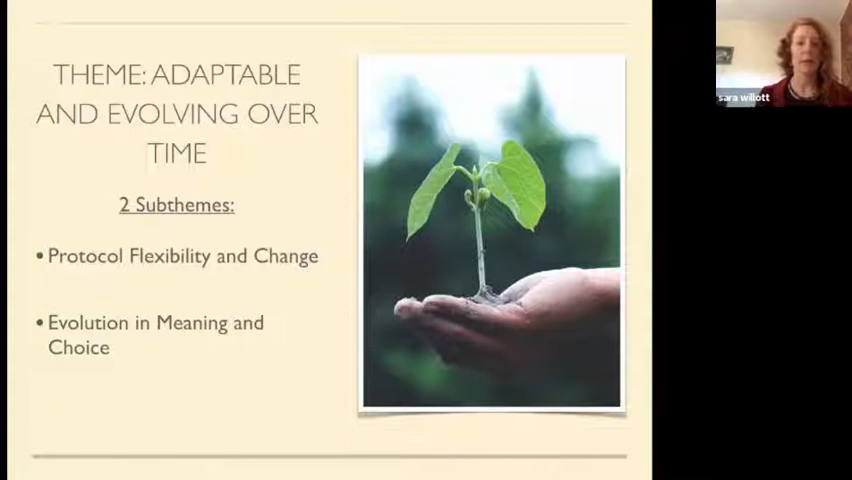 THEME: ADAPTABLE
AND EVOLVING OVER
TIME
2 Subthemes:
• Protocol Flexibility and Change
• Evolution in Meaning and
Choice
sara willott